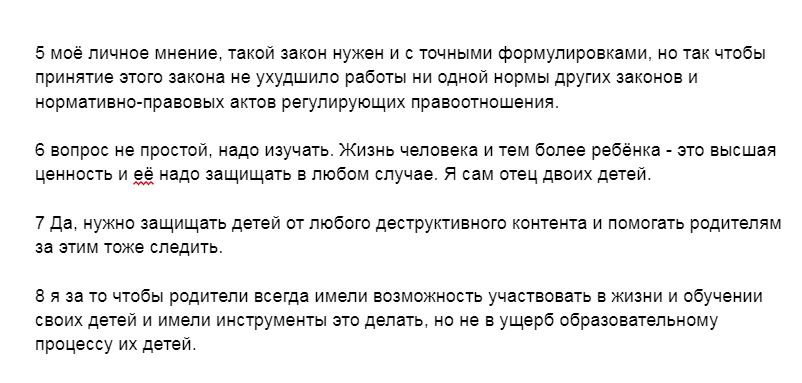 5 моё личное мнение, такой закон нужен и с точными формулировками, но так чтобы
принятие этого закона не ухудшило работы ни одной нормы других законов и
нормативно-правовых актов регулирующих правоотношения.
6 вопрос не простой, надо изучать. Жизнь человека и тем более ребёнка - это высшая
ценность и её надо защищать в любом случае. Я сам отец двоих детей.
7 Да, нужно защищать детей от любого деструктивного контента и помогать родителям
за этим тоже следить.
8 я за то чтобы родители всегда имели возможность участвовать в жизни и обучении
своих детей и имели инструменты это делать, но не в ущерб образовательному
процессу их детей.